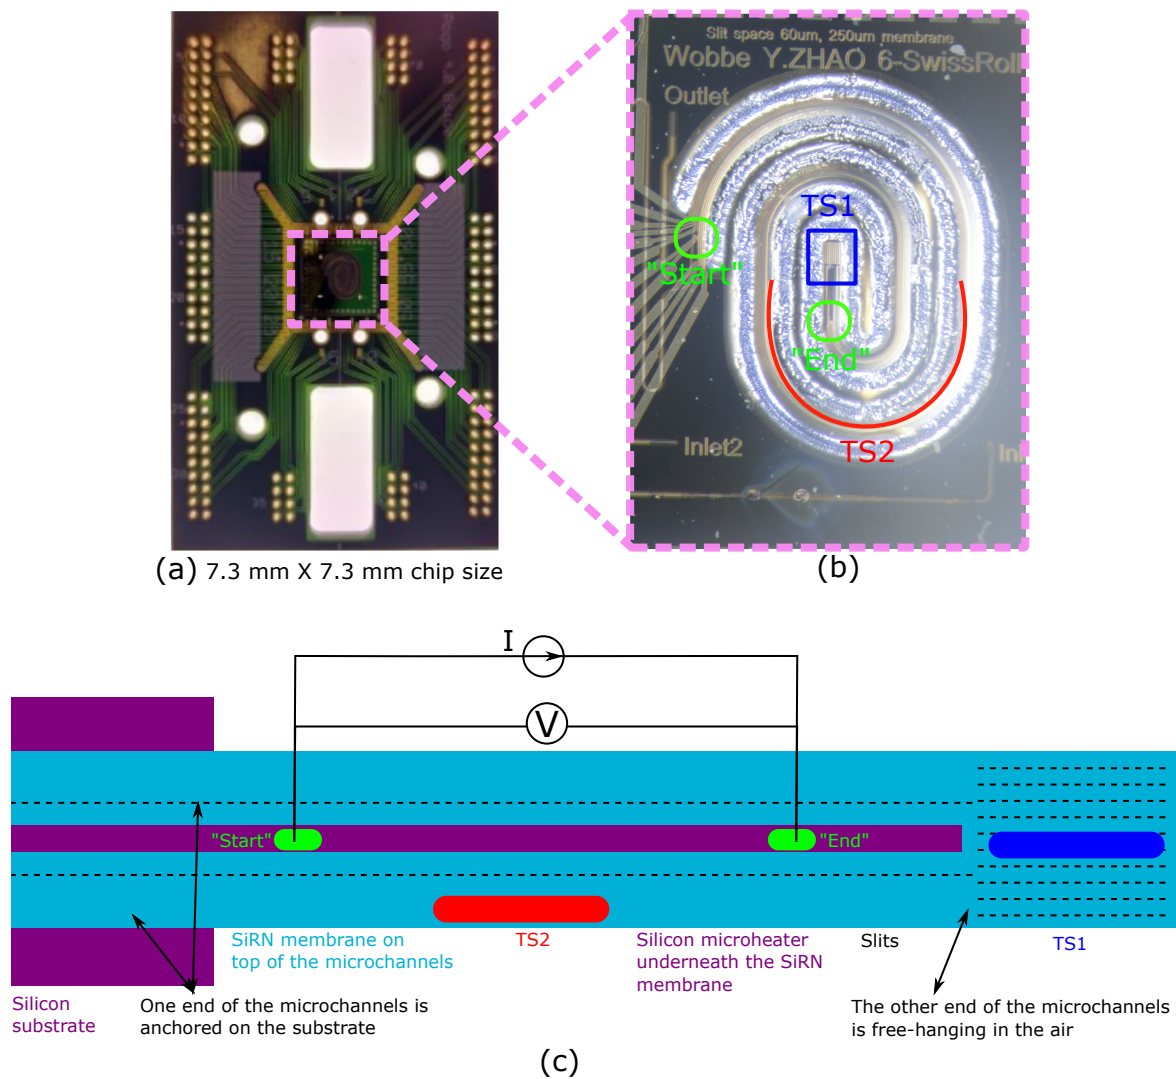 Slit space 60um, 250um membrane
Wobbe Y.ZHAO 6-SwissRoll
Outlet
TS1
"Start"
"End"
TS2
Inlet2
35
(a) 7.3 mm X 7.3 mm chip size
(b)
I
V
"Start"
"End"
SiRN membrane on
top of the microchannels
TS2
Silicon microheater
underneath the SiRN
membrane
Slits
TS1
Silicon
substrate
One end of the microchannels is
anchored on the substrate
The other end of the microchannels
is free-hanging in the air
(c)